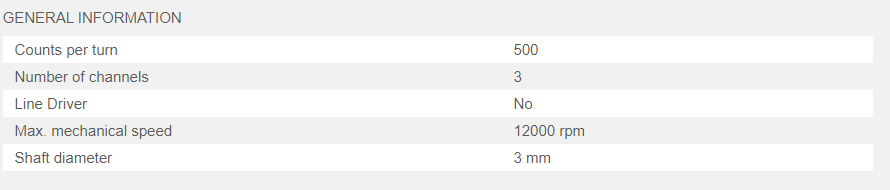 GENERAL INFORMATION
Counts per turn 500
Number of channels 3
Line Driver No
Max. mechanical speed 12000 rpm
Shaft diameter 3 mm